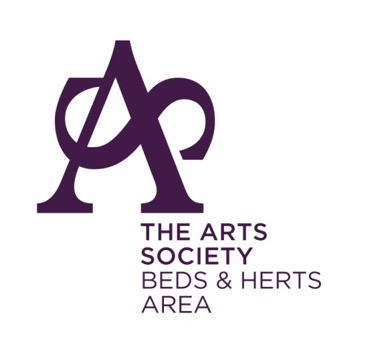 THE ARTS
SOCIETY
BEDS & HERTS
AREA